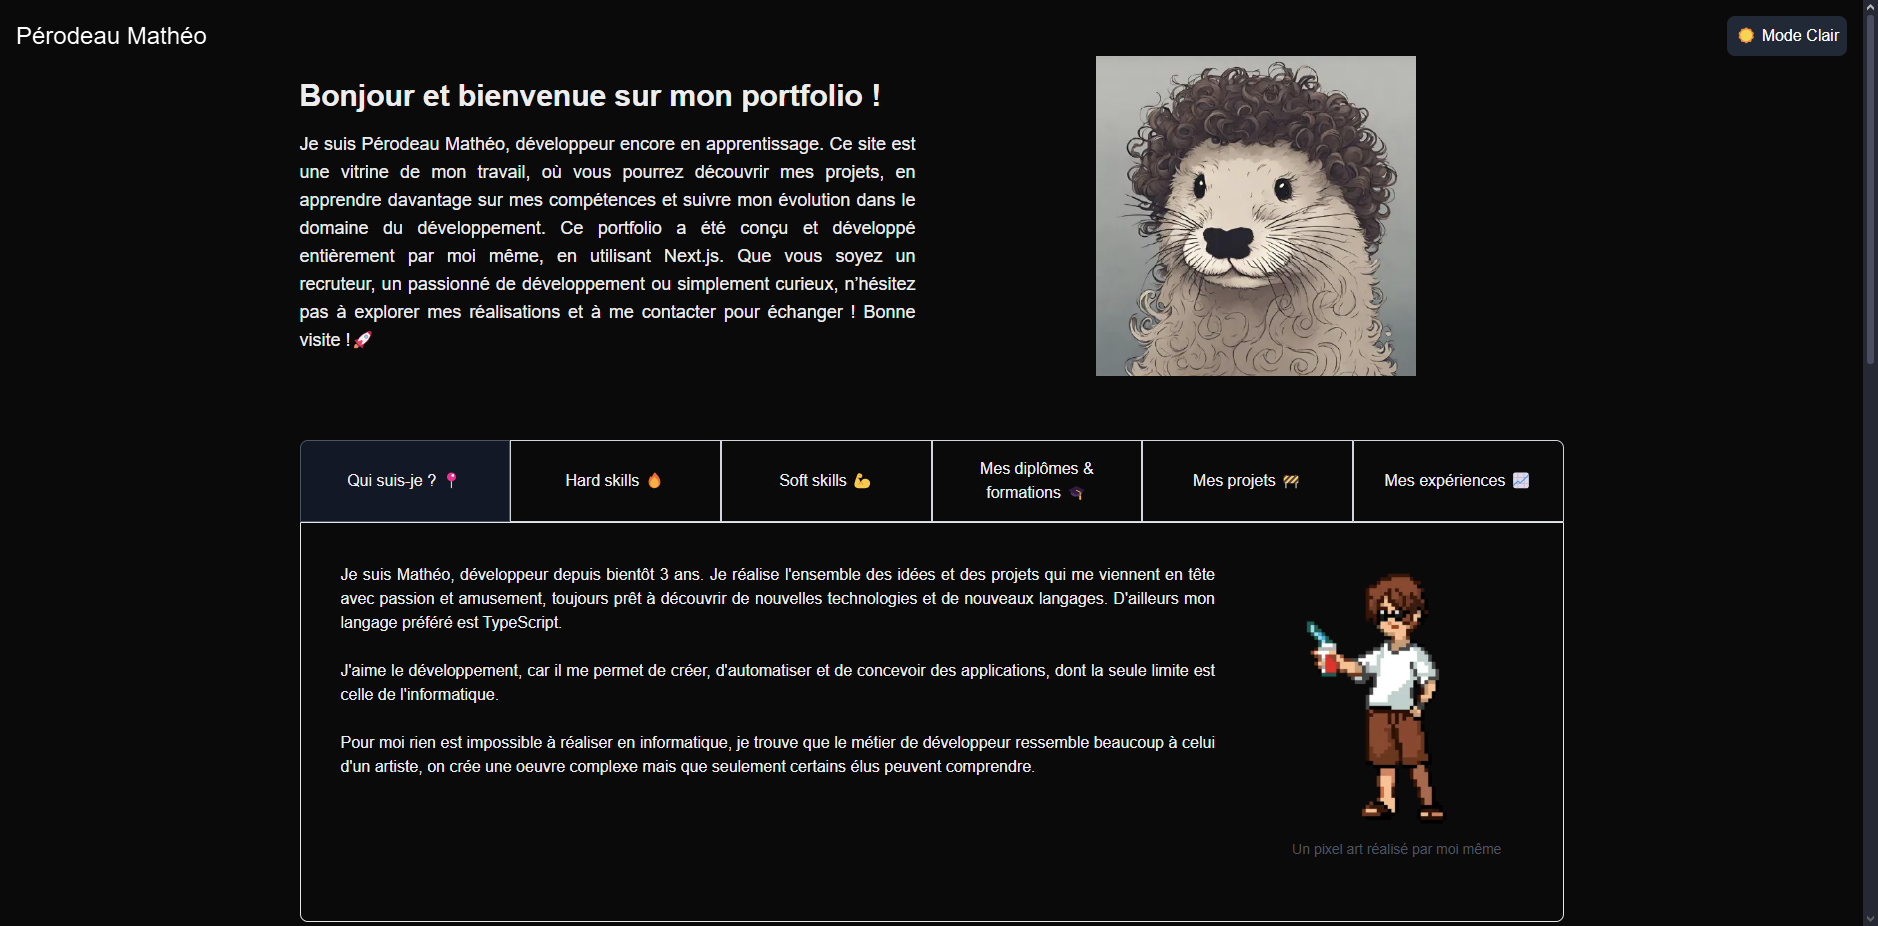 Pérodeau Mathéo
Mode Clair
Bonjour et bienvenue sur mon portfolio !
Je suis Pérodeau Mathéo, développeur encore en apprentissage. Ce site est
une vitrine de mon travail, où vous pourrez découvrir mes projets, en
apprendre davantage sur mes compétences et suivre mon évolution dans le
domaine du développement. Ce portfolio a été conçu et développé
entièrement par moi même, en utilisant Next.js. Que vous soyez un
recruteur, un passionné de développement ou simplement curieux, n’hésitez
pas à explorer mes réalisations et à me contacter pour échanger ! Bonne
visite !🚀
Qui suis-je ? 📍
Hard skills 🔥
Soft skills 💪
Mes diplômes &
formations 🎓
Mes projets 🚧
Mes expériences 📈
Je suis Mathéo, développeur depuis bientôt 3 ans. Je réalise l'ensemble des idées et des projets qui me viennent en tête
avec passion et amusement, toujours prêt à découvrir de nouvelles technologies et de nouveaux langages. D'ailleurs mon
langage préféré est TypeScript.
J'aime le développement, car il me permet de créer, d'automatiser et de concevoir des applications, dont la seule limite est
celle de l'informatique.
Pour moi rien est impossible à réaliser en informatique, je trouve que le métier de développeur ressemble beaucoup à celui
d'un artiste, on crée une oeuvre complexe mais que seulement certains élus peuvent comprendre.
Un pixel art réalisé par moi même